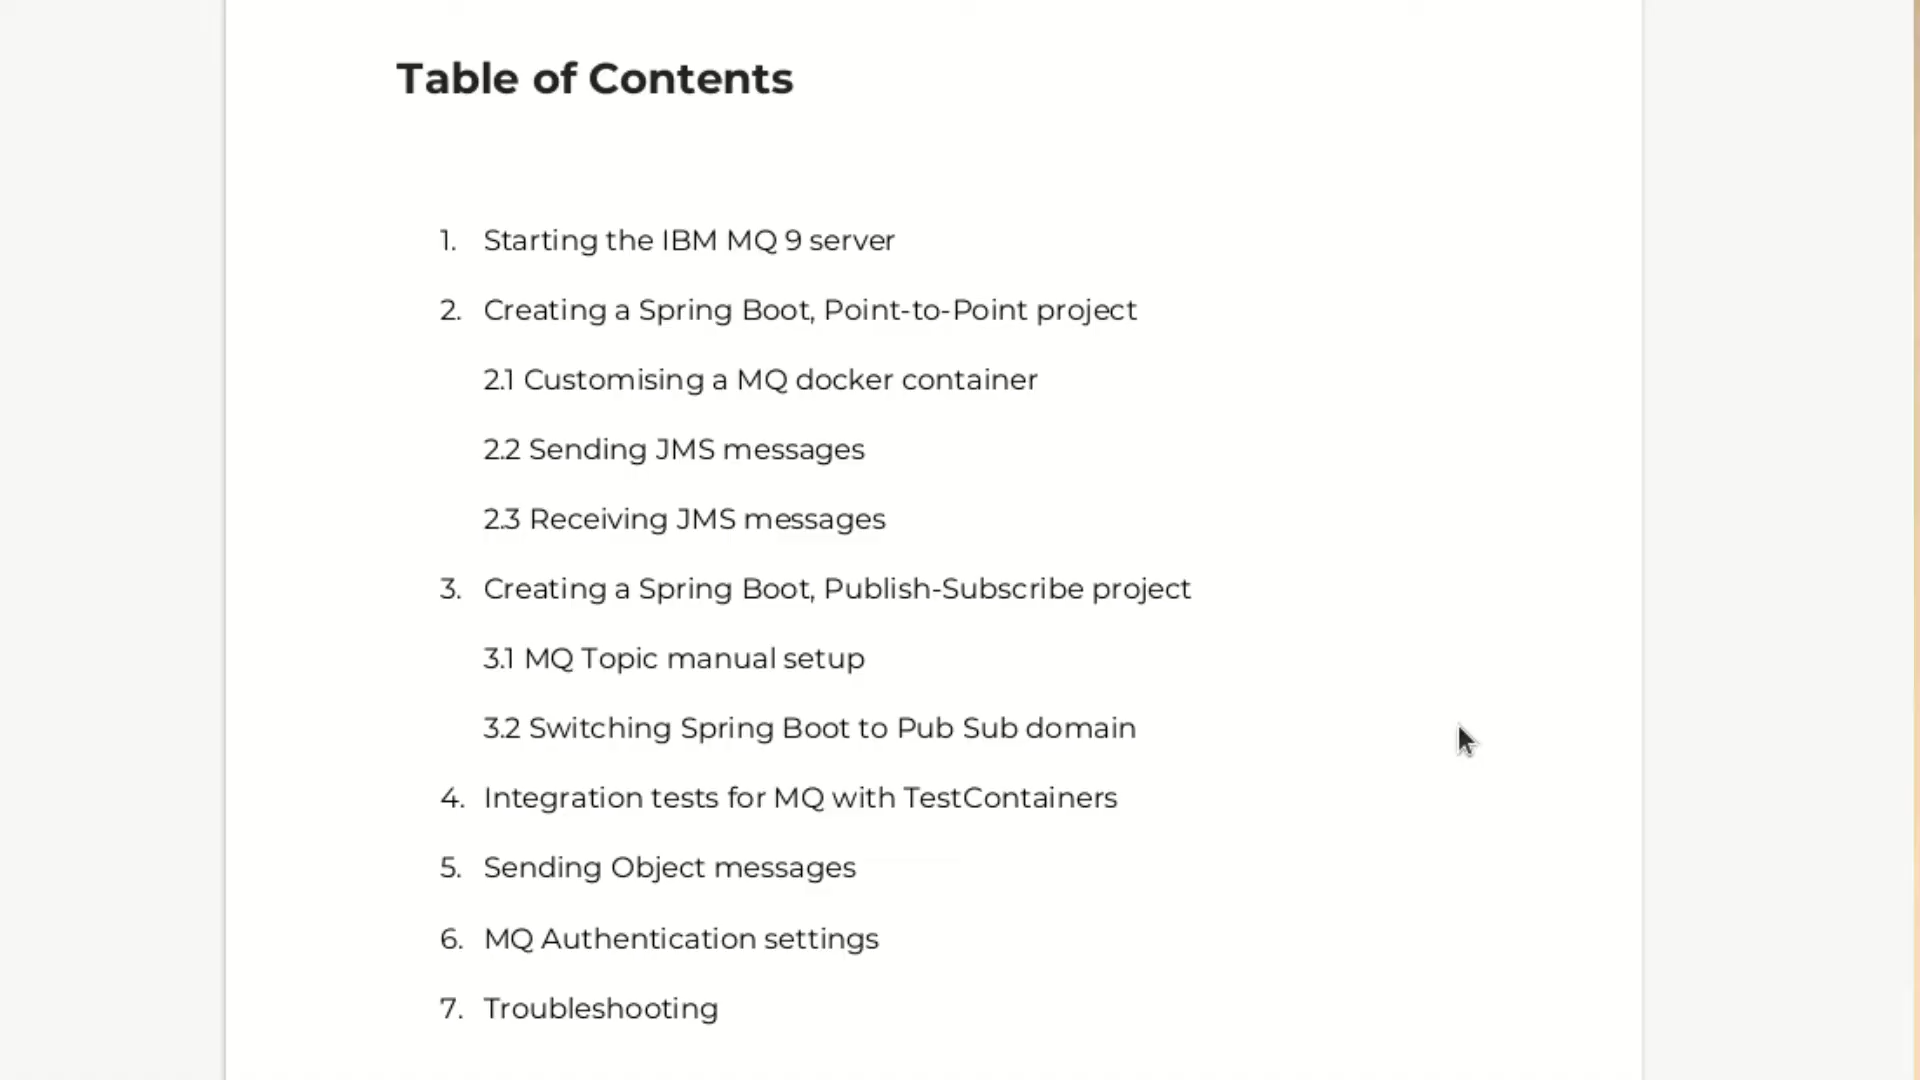 Table of Contents
1. Starting the IBM MQ 9 server
2. Creating a Spring Boot, Point-to-Point project
2.1 Customising a MQ docker container
2.2 Sending JMS messages
2.3 Receiving JMS messages
3. Creating a Spring Boot, Publish-Subscribe project
3.1 MQ Topic manual setup
3.2 Switching Spring Boot to Pub Sub domain
4. Integration tests for MQ with TestContainers
5. Sending Object messages
6. MQ Authentication settings
7. Troubleshooting